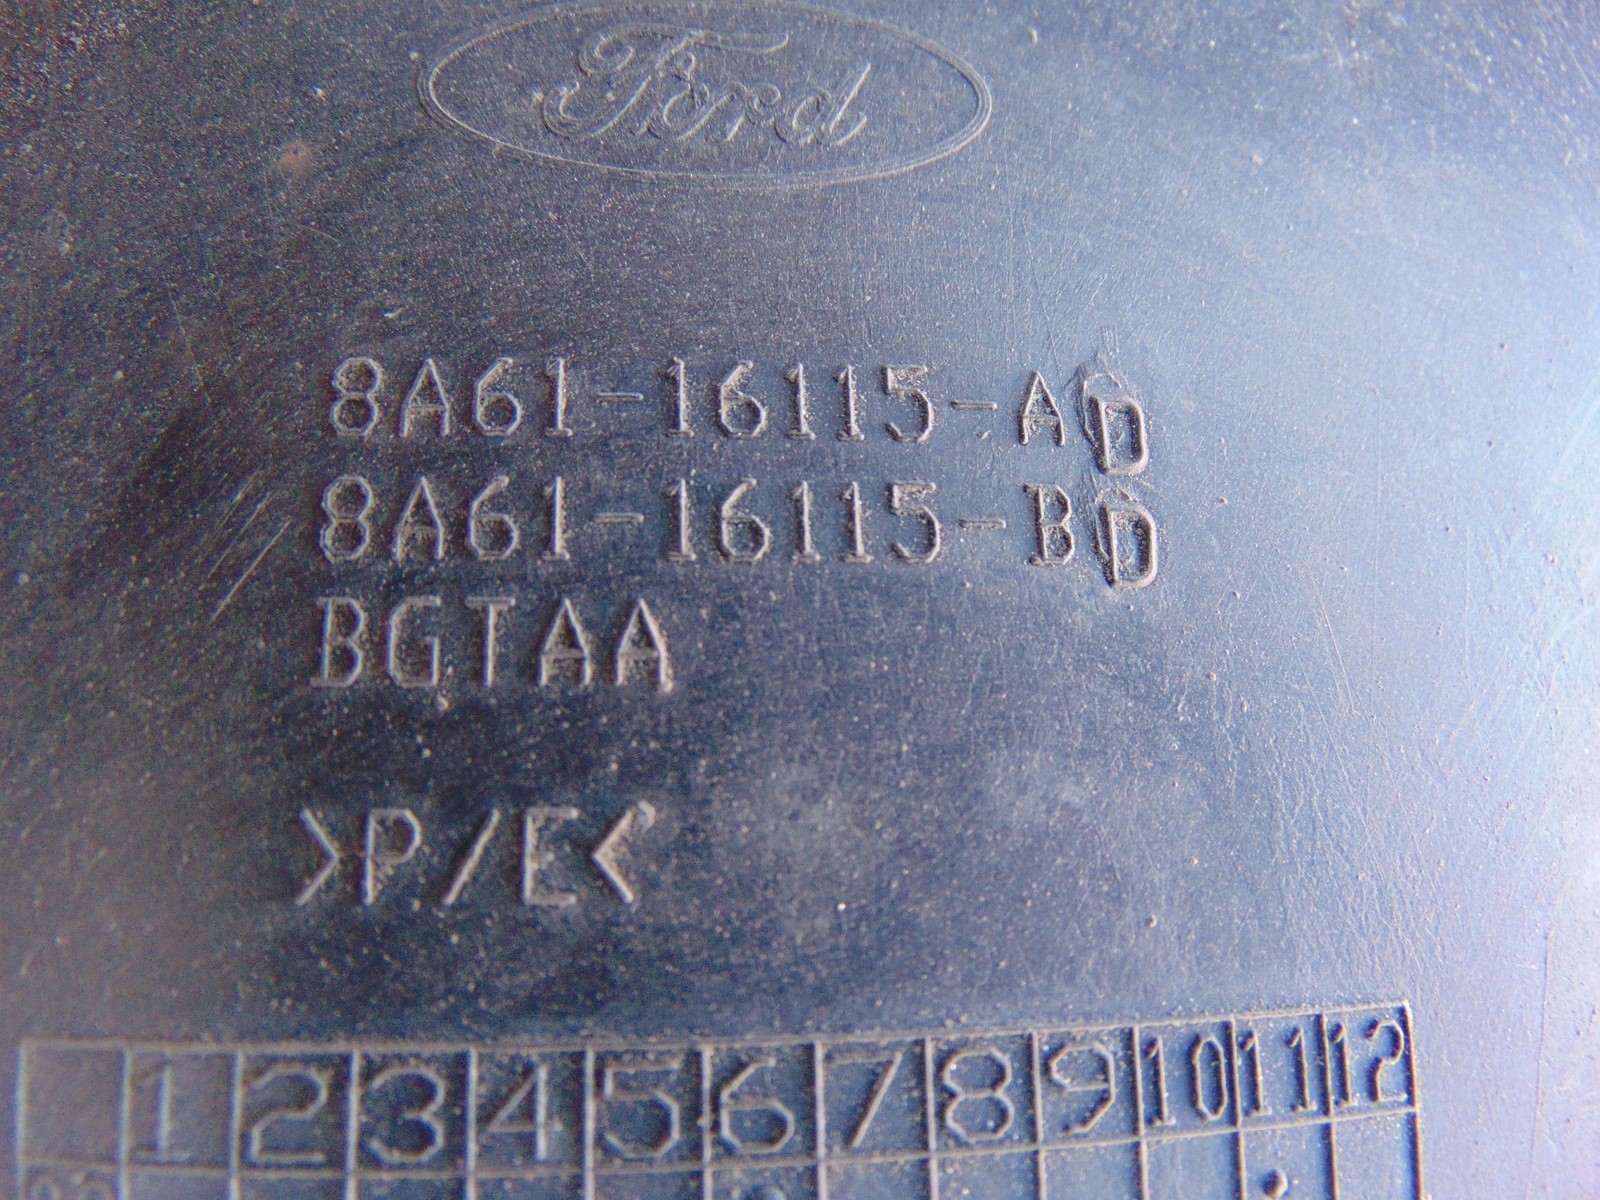 Ford
8A61-16115-AD
8A61-16115-BD
BGTAA
>P/E<
1 2 3 4 5 6 7 8 9 10 11 12